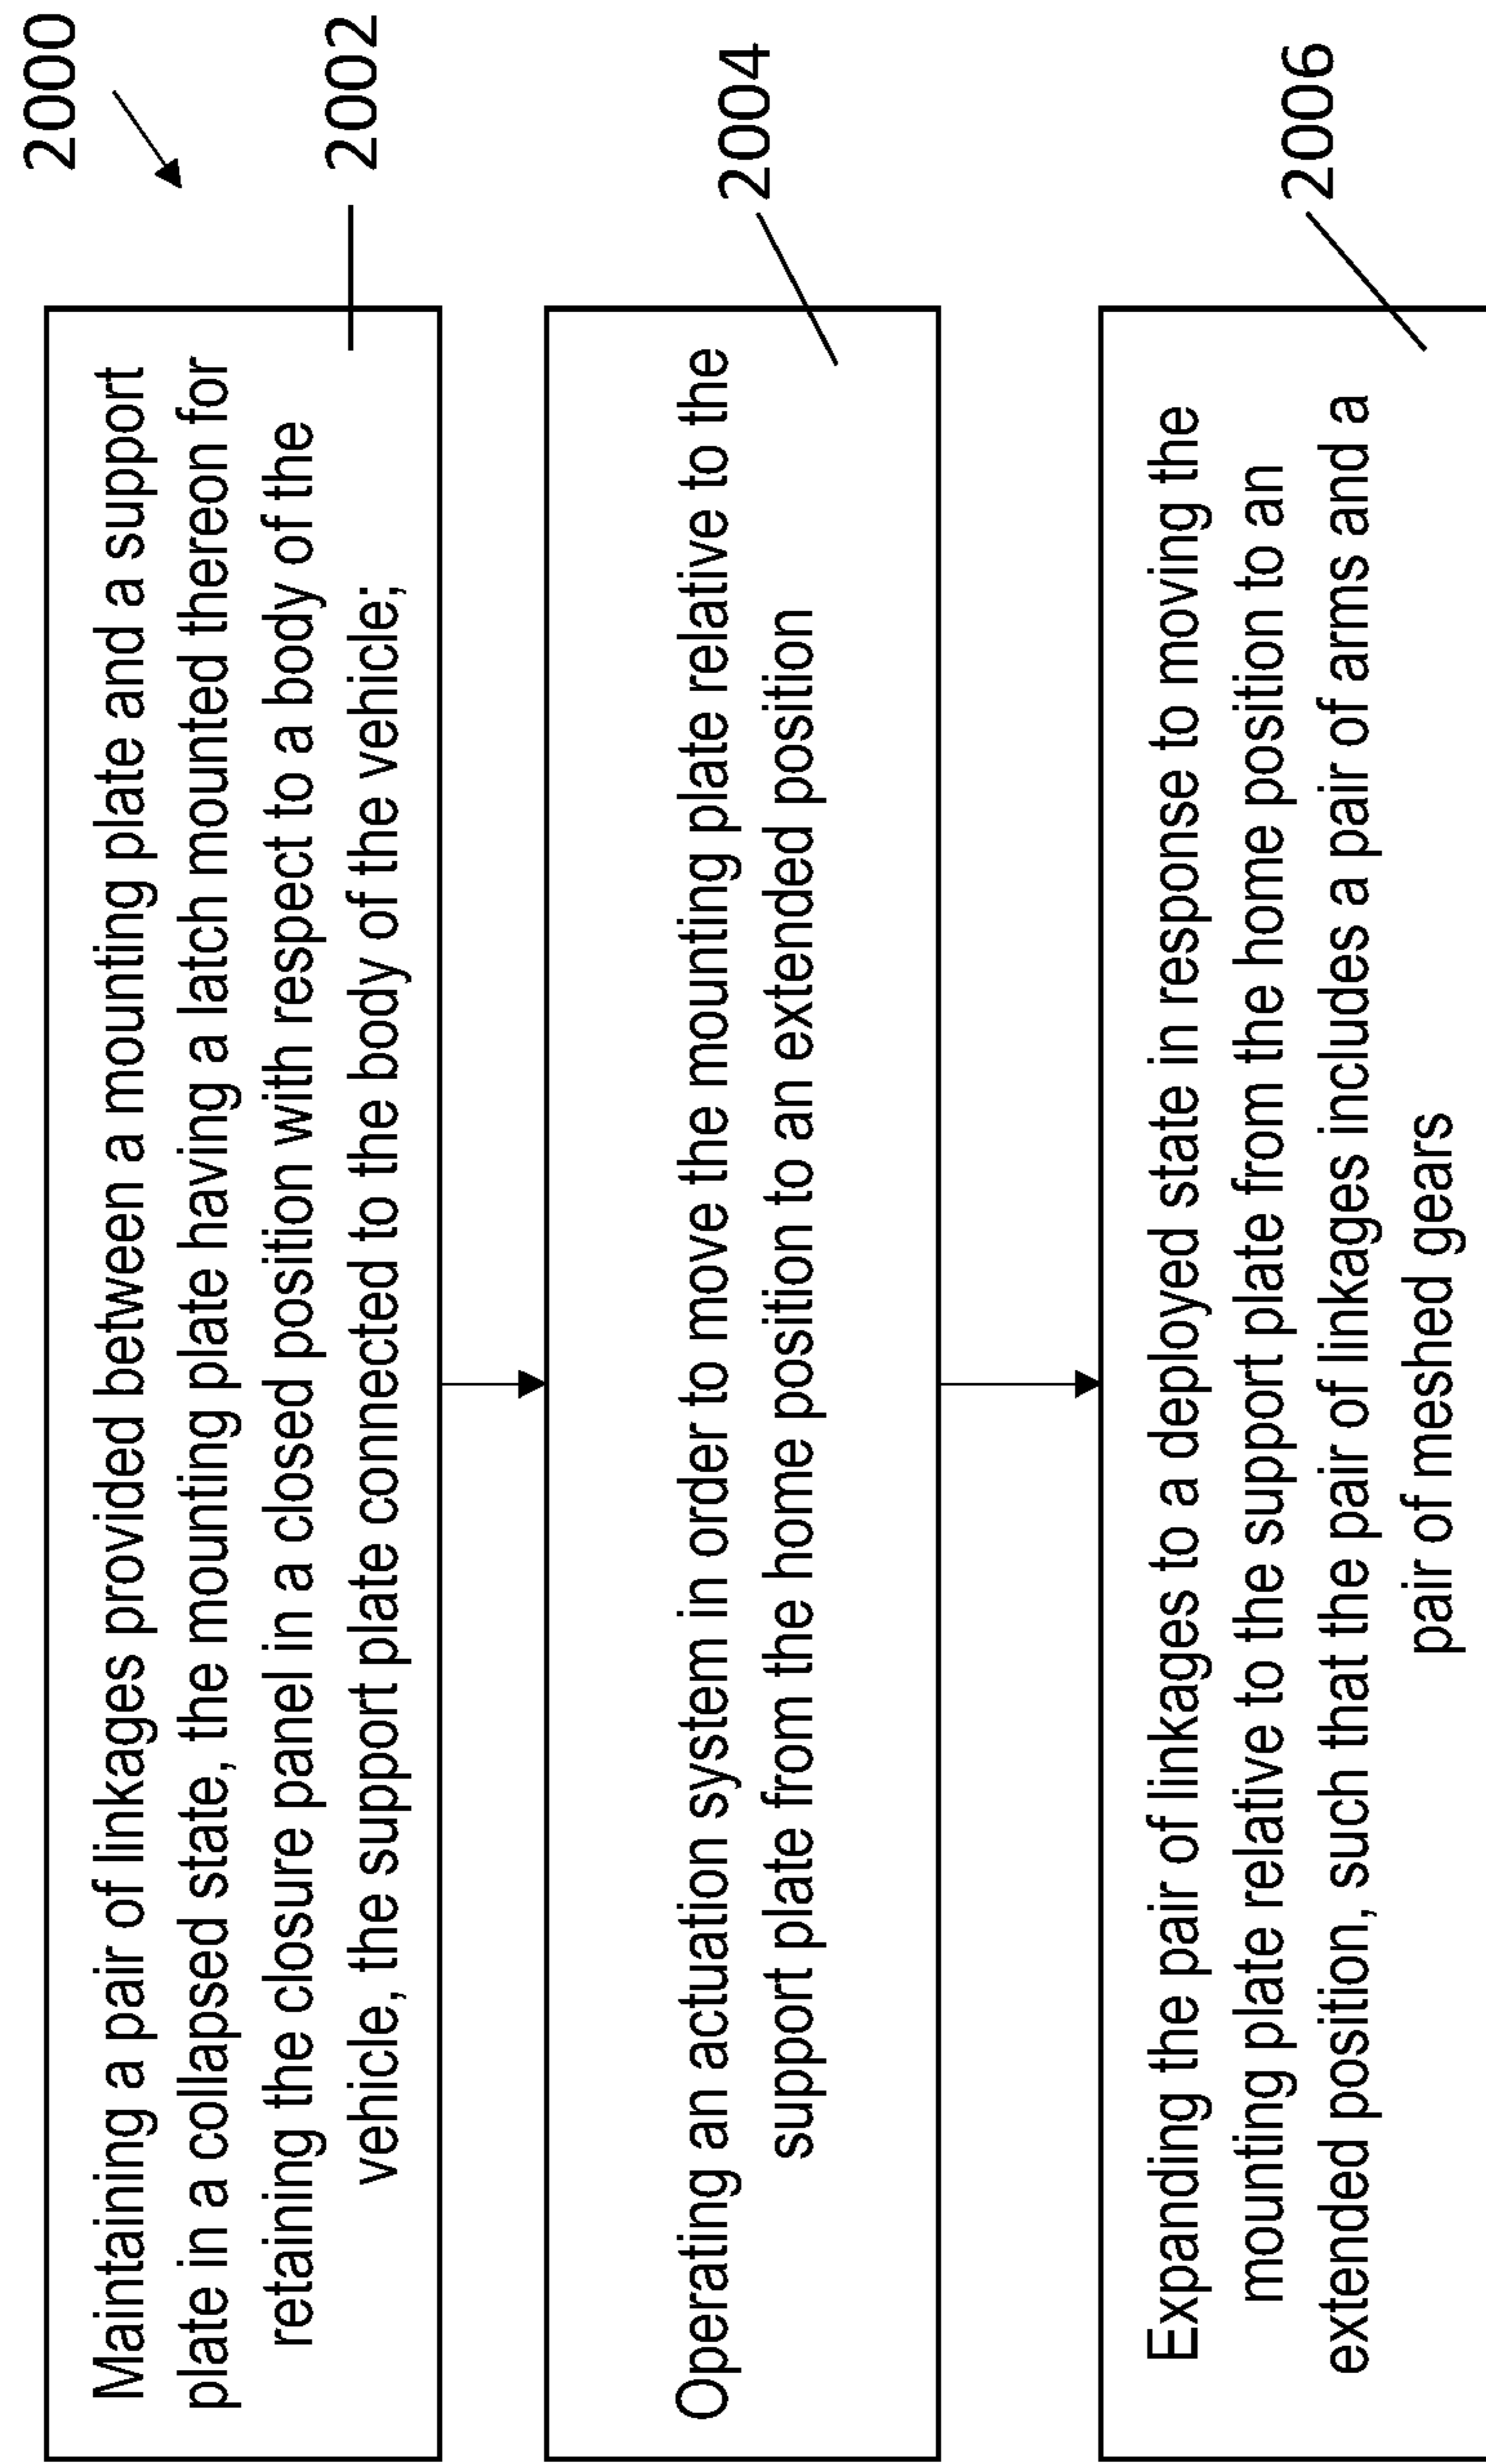 2000
2002
Maintaining a pair of linkages provided between a mounting plate and a support
plate in a collapsed state, the mounting plate having a latch mounted thereon for
retaining the closure panel in a closed position with respect to a body of the
vehicle, the support plate connected to the body of the vehicle;
2004
Operating an actuation system in order to move the mounting plate relative to the
support plate from the home position to an extended position
2006
Expanding the pair of linkages to a deployed state in response to moving the
mounting plate relative to the support plate from the home position to an
extended position, such that the pair of linkages includes a pair of arms and a
pair of meshed gears